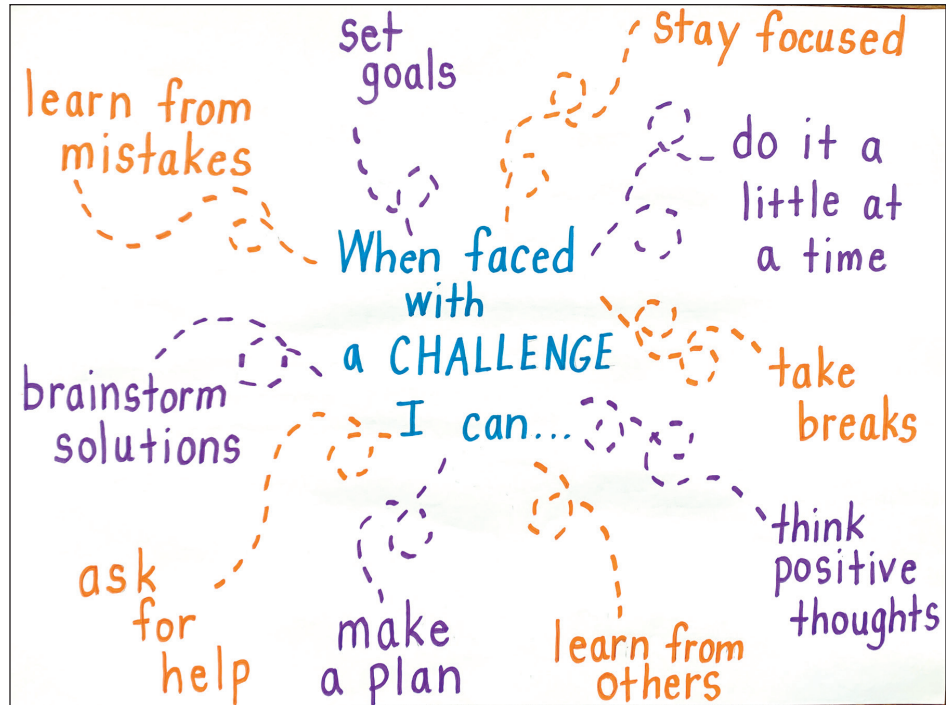 set
goals
stay focused
learn from
mistakes
do it a
little at
a time
When faced
with
a CHALLENGE
I can...
take
breaks
brainstorm
solutions
think
positive
thoughts
ask
for
help
make
a plan
learn from
others